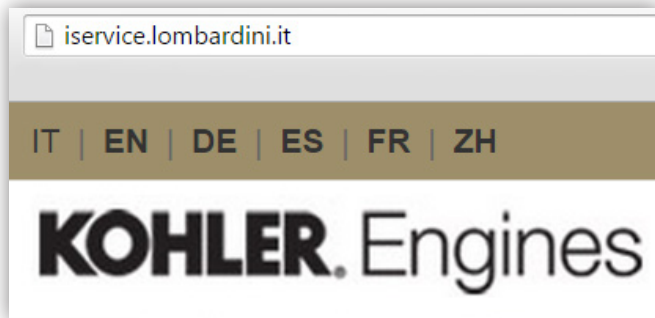 iservice.lombardini.it
IT | EN | DE | ES | FR | ZH
KOHLER. Engines